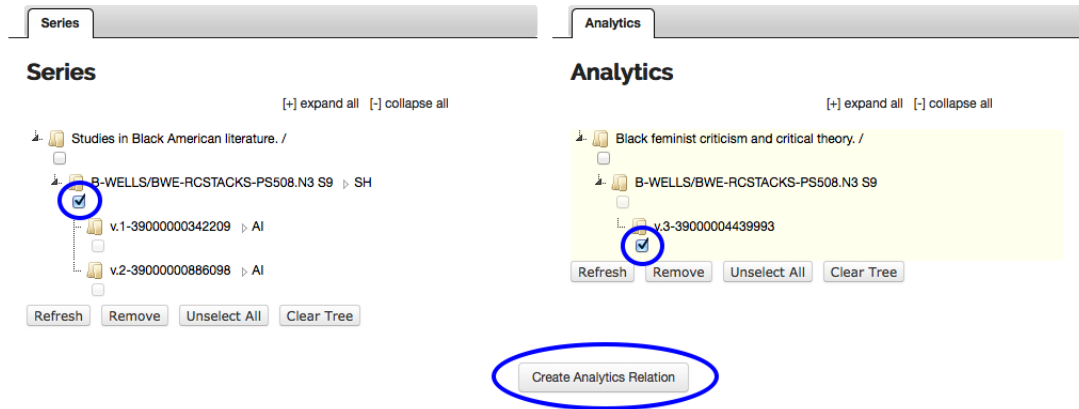 Series
Series
[+] expand all [-] collapse all
Studies in Black American literature. /
B-WELLS/BWE-RCSTACKS-PS508.N3 S9 ▷ SH
v.1-39000000342209 ▷ AI
v.2-39000000886098 ▷ AI
Refresh Remove Unselect All Clear Tree
Analytics
Analytics
[+] expand all [-] collapse all
Black feminist criticism and critical theory. /
B-WELLS/BWE-RCSTACKS-PS508.N3 S9
v.3-39000004439993
Refresh Remove Unselect All Clear Tree
Create Analytics Relation